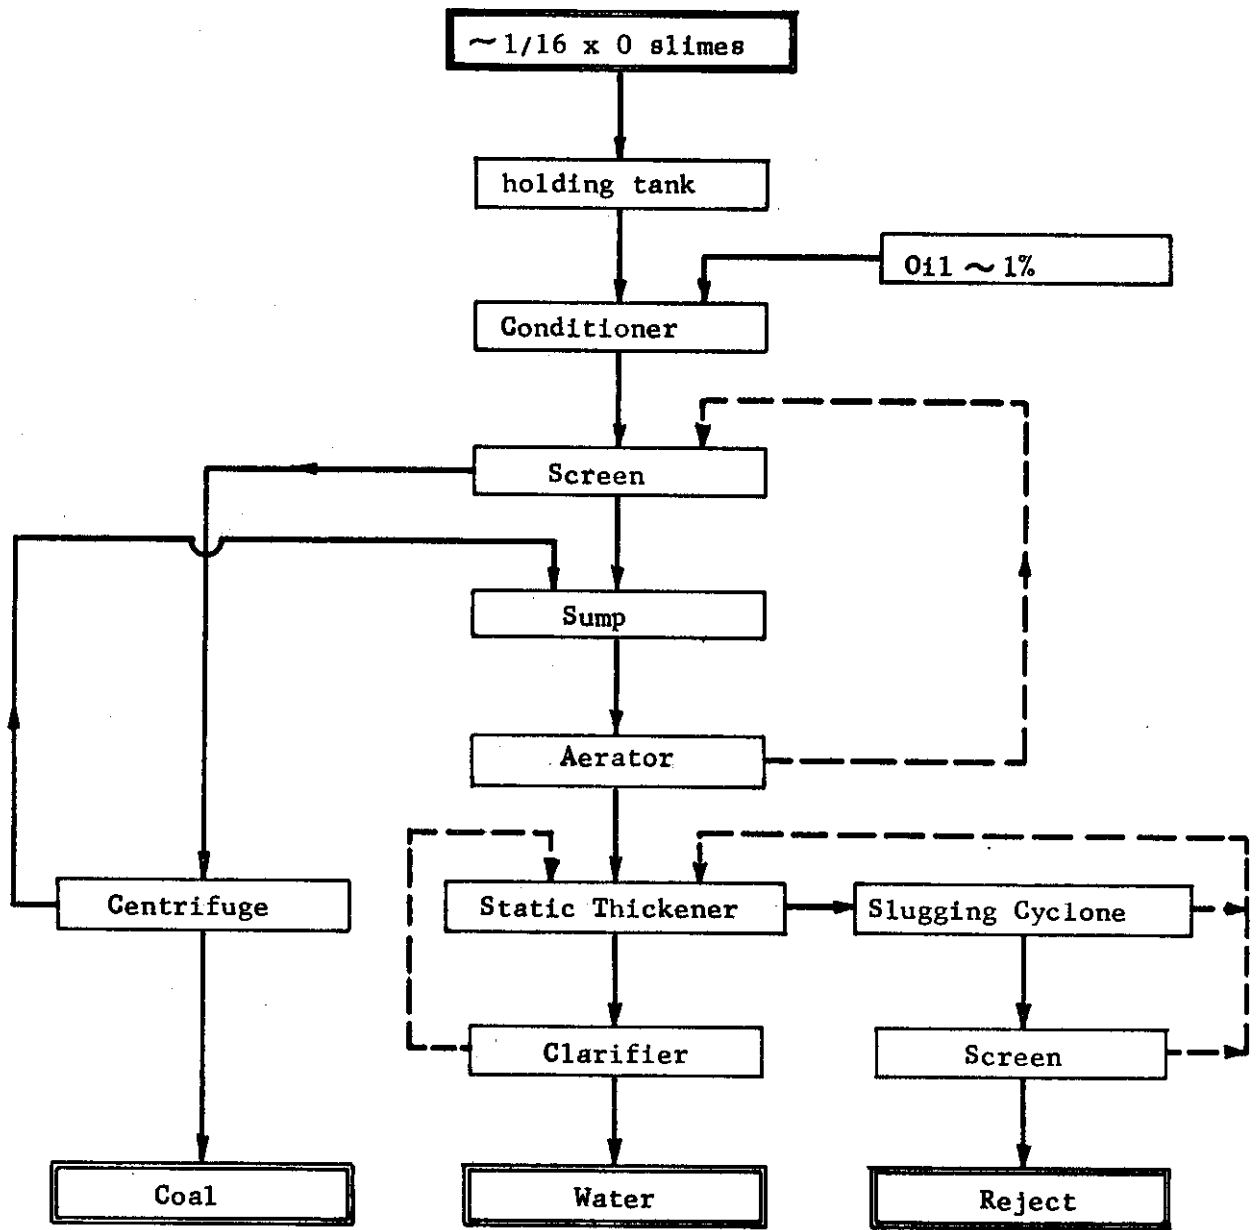 ~1/16 x 0 slimes
holding tank
Oil ~ 1%
Conditioner
Screen
Sump
Aerator
Centrifuge
Static Thickener
Slugging Cyclone
Clarifier
Screen
Coal
Water
Reject